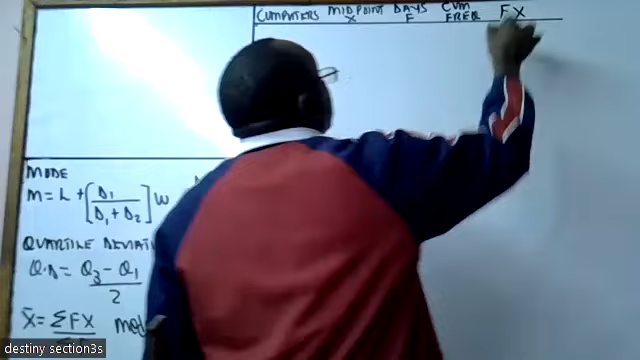 COMPUTERS MIDPOINT DAYS CUM FX
X F FREQ
MODE
M = L + [D1 / D1 + D2] W
QUARTILE DEVIAT
Q.D = Q3 - Q1
2
X̄ = ΣFX
destiny section3s